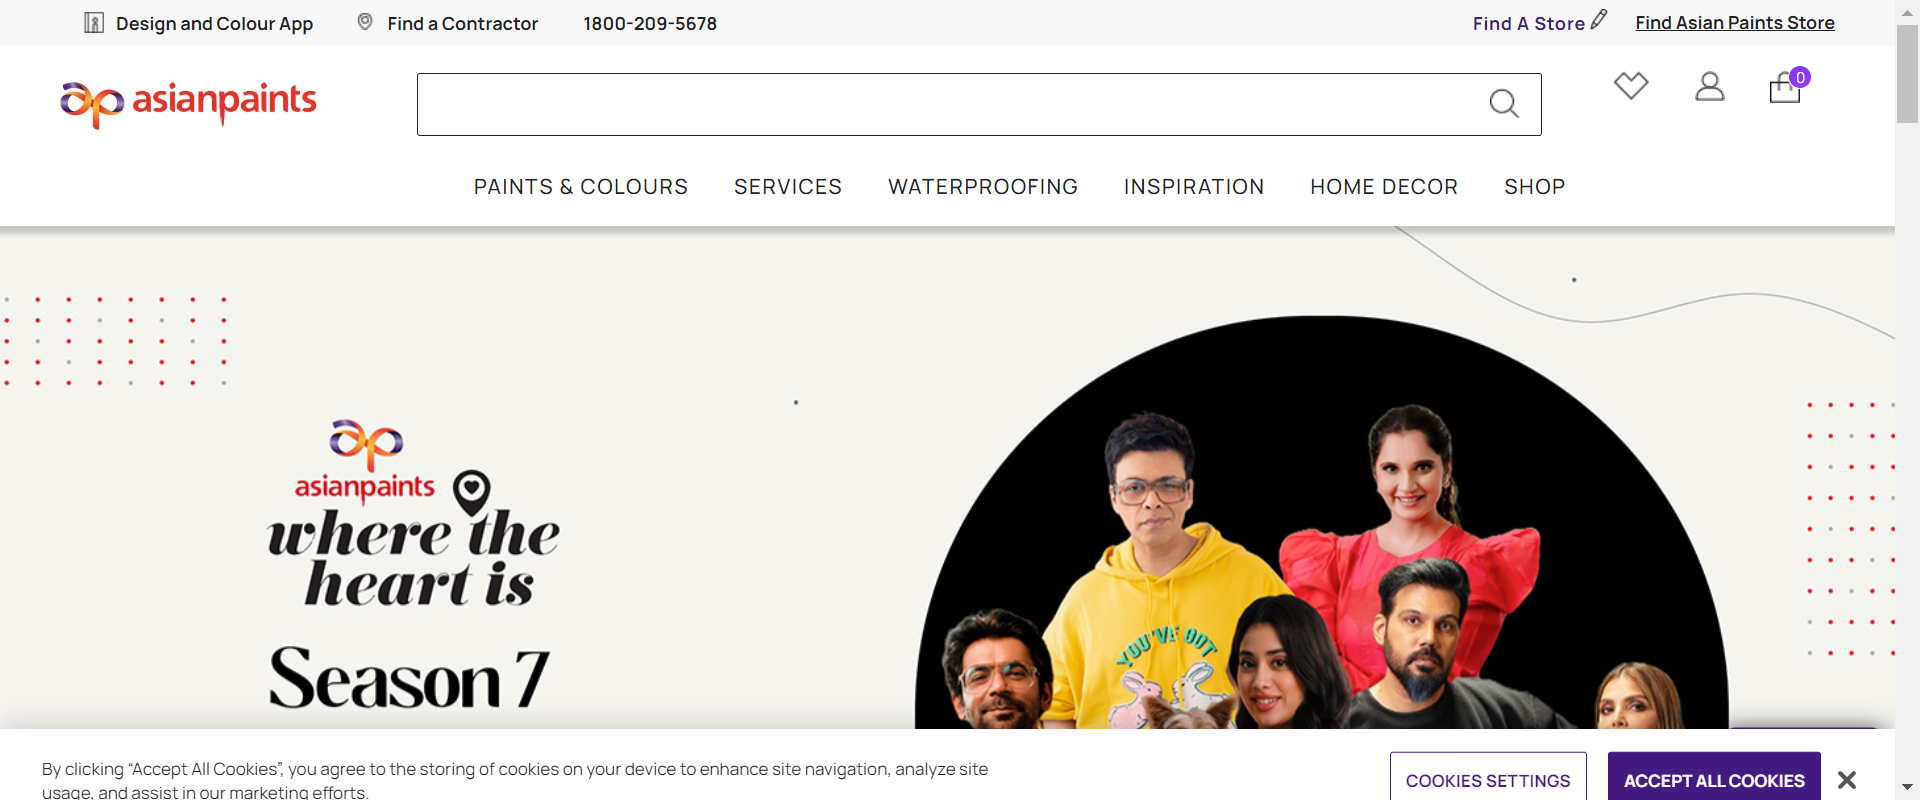 Design and Colour App
Find a Contractor
1800-209-5678
Find A Store
Find Asian Paints Store
asianpaints
0
PAINTS & COLOURS
SERVICES
WATERPROOFING
INSPIRATION
HOME DECOR
SHOP
asianpaints
where the
heart is
Season 7
YOU'VE GOT
By clicking “Accept All Cookies”, you agree to the storing of cookies on your device to enhance site navigation, analyze site
usage, and assist in our marketing efforts.
COOKIES SETTINGS
ACCEPT ALL COOKIES